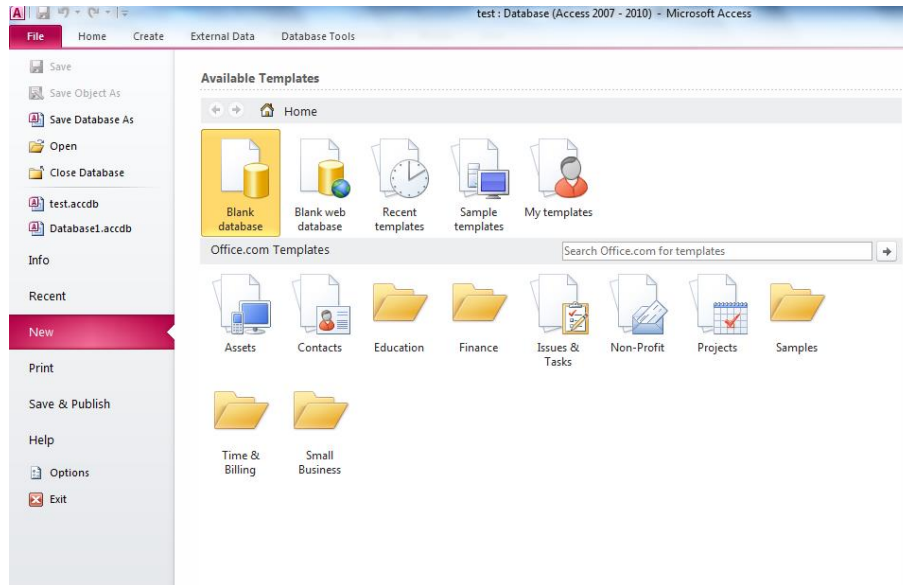 test : Database (Access 2007 - 2010) - Microsoft Access
File Home Create External Data Database Tools
Save
Save Object As
Save Database As
Open
Close Database
test.accdb
Database1.accdb
Info
Recent
New
Print
Save & Publish
Help
Options
Exit
Available Templates
Home
Blank database
Blank web database
Recent templates
Sample templates
My templates
Office.com Templates
Search Office.com for templates
Assets
Contacts
Education
Finance
Issues & Tasks
Non-Profit
Projects
Samples
Time & Billing
Small Business